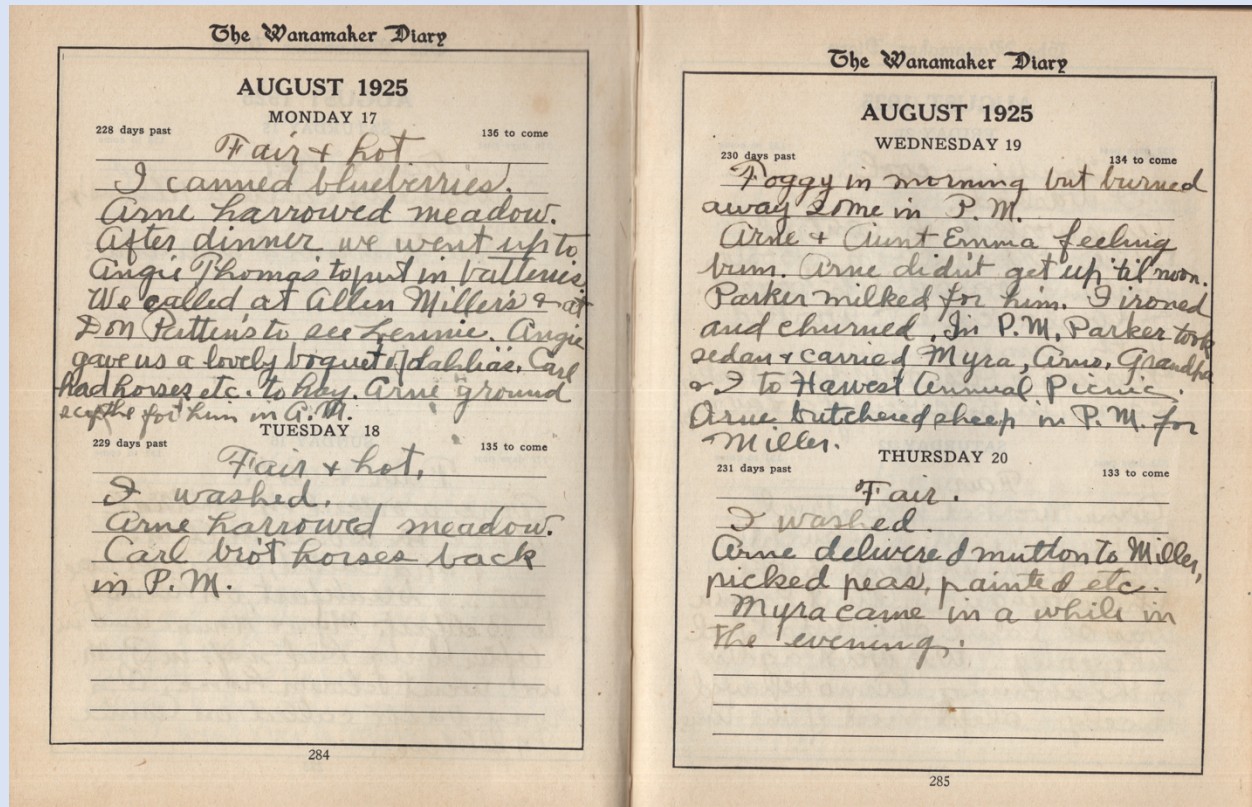 The Wanamaker Diary
AUGUST 1925
MONDAY 17
228 days past
136 to come
Fair & hot
I canned blueberries.
Arne harrowed meadow.
After dinner we went up to
Angie Thomas' to put in batteries.
We called at Allen Miller's & at
Don Patten's to see Lennie. Angie
gave us a lovely boquet of dahlias. Carl
had horses etc. to hay. Arne ground
scythe for him in P.M.
TUESDAY 18
229 days past
135 to come
Fair & hot.
I washed.
Arne harrowed meadow.
Carl bro't horses back
in P.M.
284
The Wanamaker Diary
AUGUST 1925
WEDNESDAY 19
230 days past
134 to come
Foggy in morning but burned
away some in P.M.
Arne & Aunt Emma feeling
bum. Arne didn't get up 'til noon.
Parker milked for him. I ironed
and churned. In P.M. Parker took
sedan & carried Myra, Grandpa
& I to Harvest Annual Picnic.
Arne butchered sheep in P.M. for
Miller.
THURSDAY 20
231 days past
133 to come
Fair.
I washed.
Arne delivered mutton to Miller,
picked peas, painted etc.
Myra came in a while in
the evening.
285